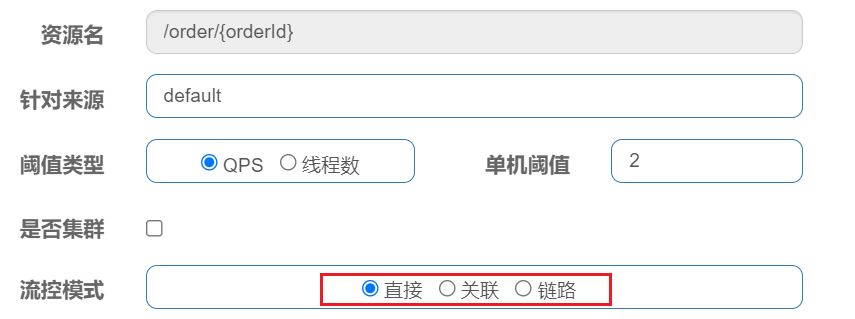 资源名 /order/{orderId}
针对来源 default
阈值类型 QPS 线程数 单机阈值 2
是否集群
流控模式 直接 关联 链路